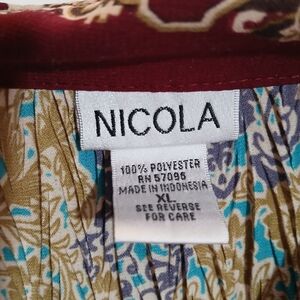 NICOLA
100% POLYESTER
RN 57095
MADE IN INDONESIA
XL
SEE REVERSE
FOR CARE